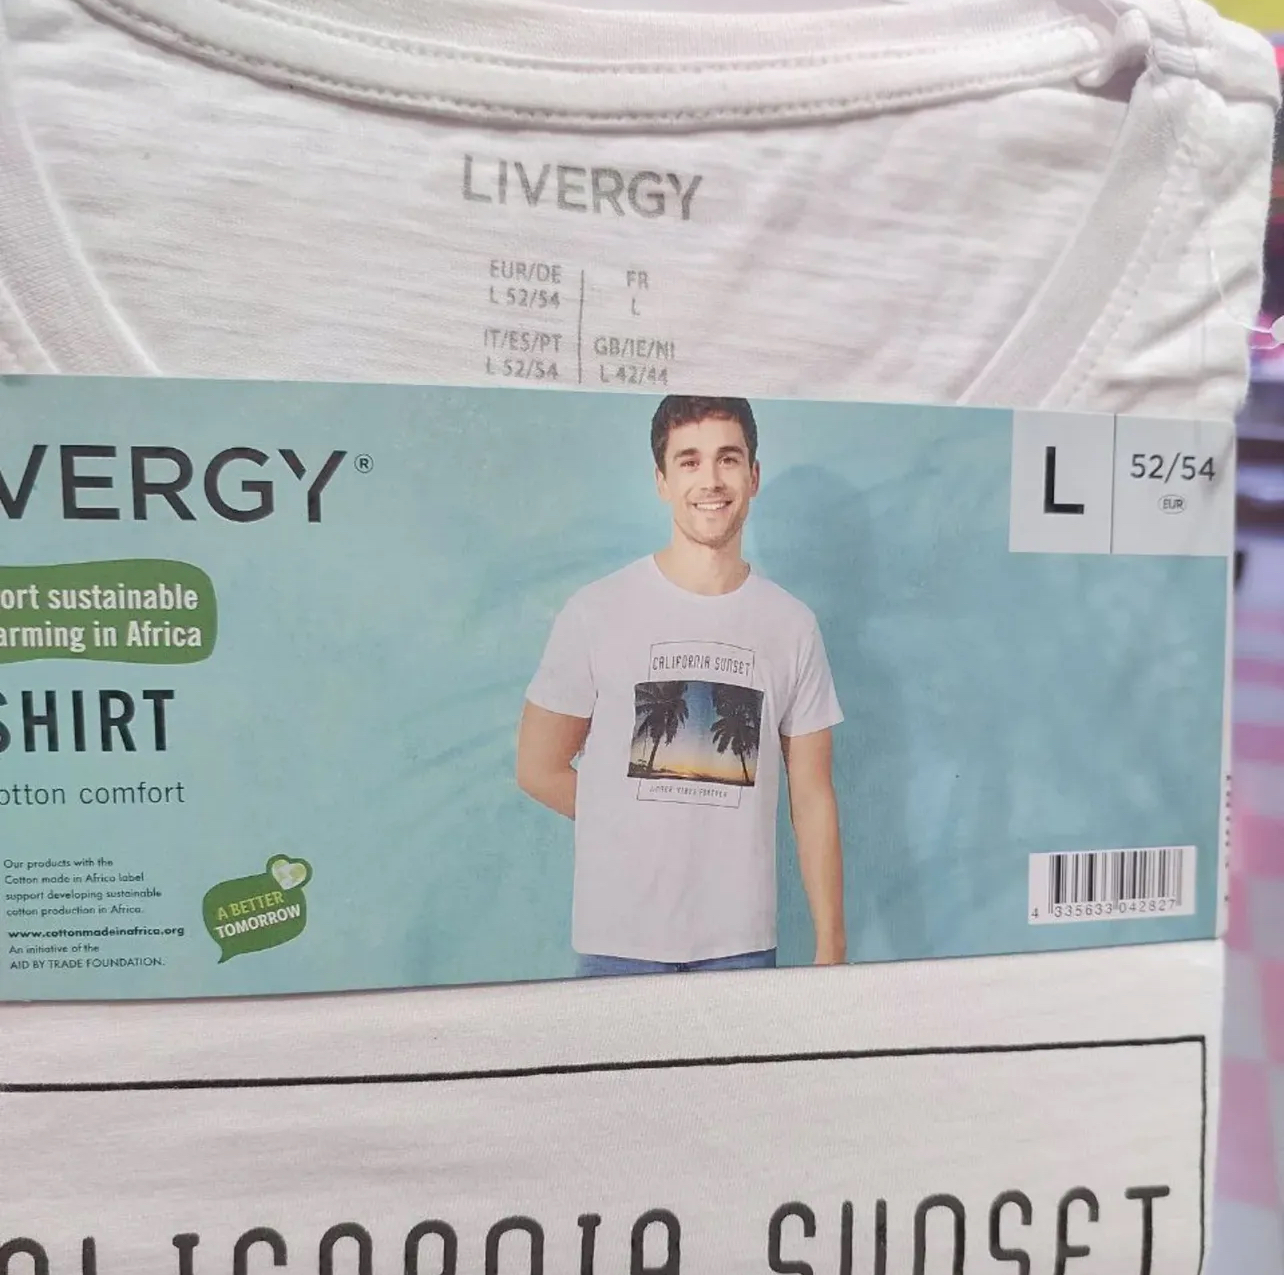 LIVERGY
EUR/DE
L 52/54
FR
L
IT/ES/PT
L 52/54
GB/IE/NI
L 42/44
VERGY®
L
52/54
EUR
ort sustainable
arming in Africa
SHIRT
otton comfort
CALIFORNIA SUNSET
Our products with the
Cotton made in Africa label
support developing sustainable
cotton production in Africa.
www.cottonmadeinafrica.org
An initiative of the
AID BY TRADE FOUNDATION.
A BETTER
TOMORROW
4 335633 042827
ALIFORNIA SUNSET